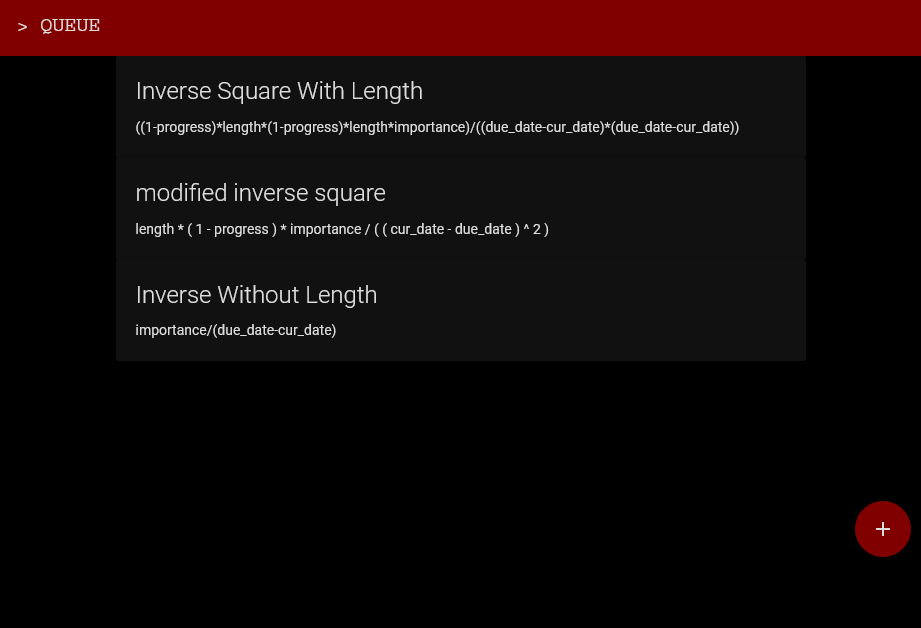 > QUEUE
Inverse Square With Length
((1-progress)*length*(1-progress)*length*importance)/((due_date-cur_date)*(due_date-cur_date))
modified inverse square
length * ( 1 - progress ) * importance / ( ( cur_date - due_date ) ^ 2 )
Inverse Without Length
importance/(due_date-cur_date)
+